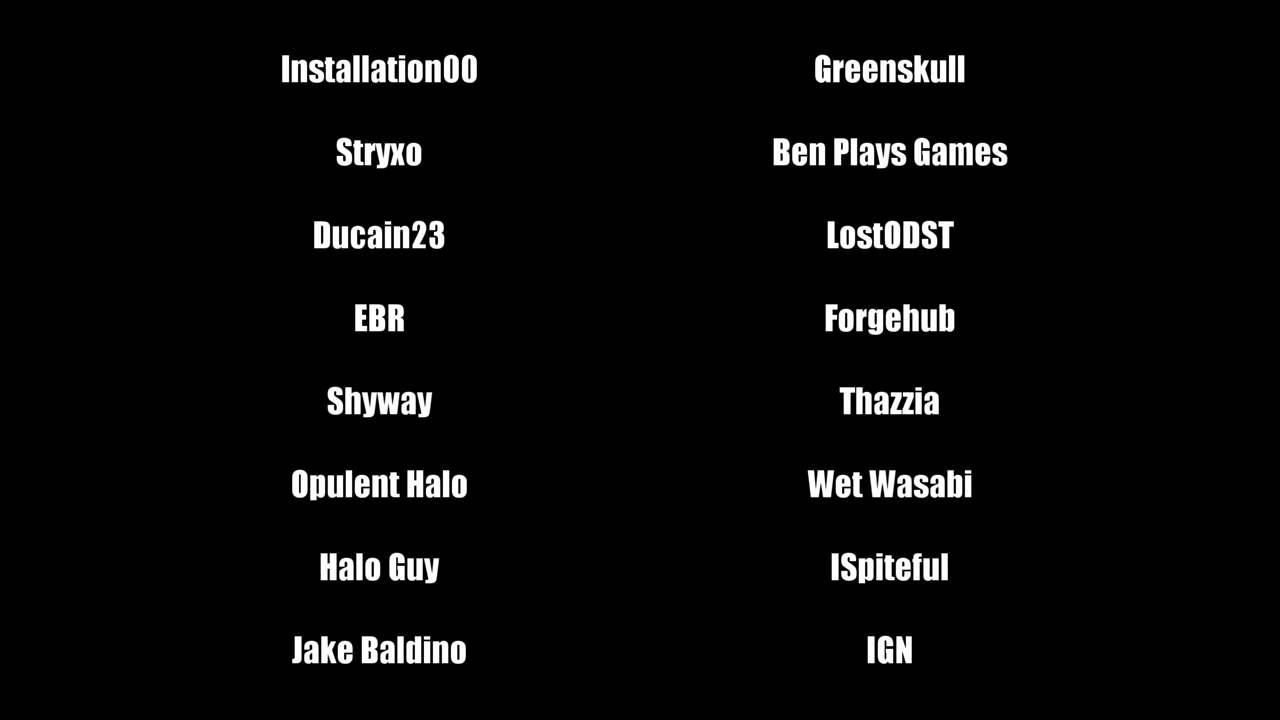 Installation00
Greenskull
Stryxo
Ben Plays Games
Ducain23
LostODST
EBR
Forgehub
Shyway
Thazzia
Opulent Halo
Wet Wasabi
Halo Guy
ISpiteful
Jake Baldino
IGN